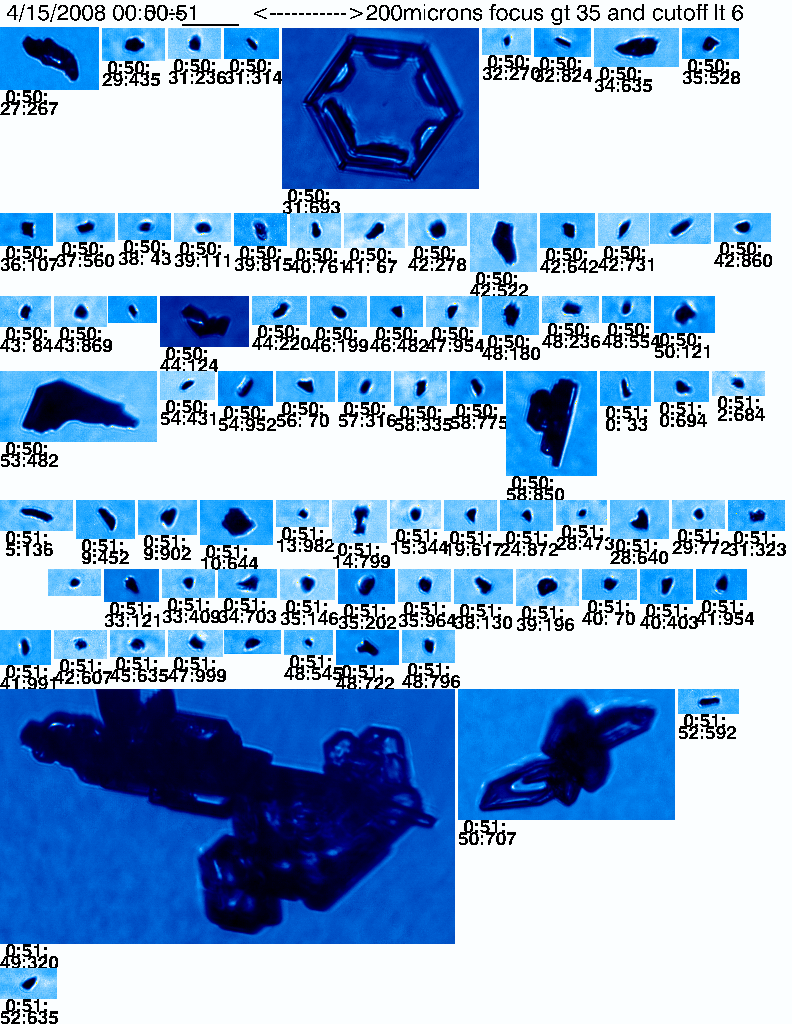 4/15/2008 00:50:51 <----------->200microns focus gt 35 and cutoff lt 6
0:50: 0:50: 0:50: 0:50: 0:50: 0:50: 0:50: 0:50: 0:50:
27:267 29:435 31:236 31:314 31:693 32:270 32:824 34:635 35:528
0:50: 0:50: 0:50: 0:50: 0:50: 0:50: 0:50: 0:50: 0:50: 0:50: 0:50: 0:50:
36:107 37:560 38: 43 39:111 39:815 40:761 41: 67 42:278 42:522 42:642 42:731 42:860
0:50: 0:50: 0:50: 0:50: 0:50: 0:50: 0:50: 0:50: 0:50: 0:50: 0:50:
43: 84 43:869 44:124 44:220 46:199 46:482 47:954 48:180 48:236 48:554 50:121
0:50: 0:50: 0:50: 0:50: 0:50: 0:50: 0:50: 0:50: 0:51: 0:51: 0:51:
53:482 54:431 54:952 56: 70 57:316 58:335 58:775 58:850 0: 33 0:694 2:684
0:51: 0:51: 0:51: 0:51: 0:51: 0:51: 0:51: 0:51: 0:51: 0:51: 0:51: 0:51: 0:51:
5:136 9:452 9:902 10:644 13:982 14:799 15:344 19:617 24:872 28:473 28:640 29:772 31:323
0:51: 0:51: 0:51: 0:51: 0:51: 0:51: 0:51: 0:51: 0:51: 0:51: 0:51:
33:121 33:409 34:703 35:146 35:202 35:964 38:130 39:196 40: 70 40:403 41:954
0:51: 0:51: 0:51: 0:51: 0:51: 0:51: 0:51:
41:991 42:607 45:635 47:999 48:545 48:722 48:796
0:51: 0:51: 0:51:
49:320 50:707 52:592
0:51:
52:635